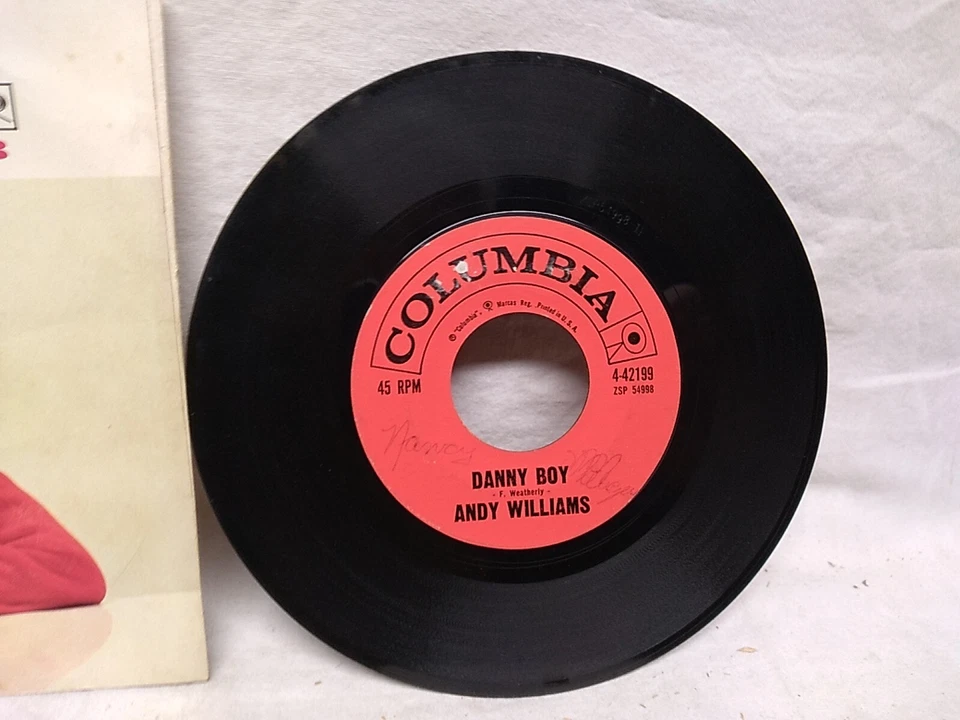 COLUMBIA
® "Columbia", Marcas Reg. Printed in U.S.A.
45 RPM
4-42199
ZSP 54998
Nancy
DANNY BOY
- F. Weatherly -
ANDY WILLIAMS